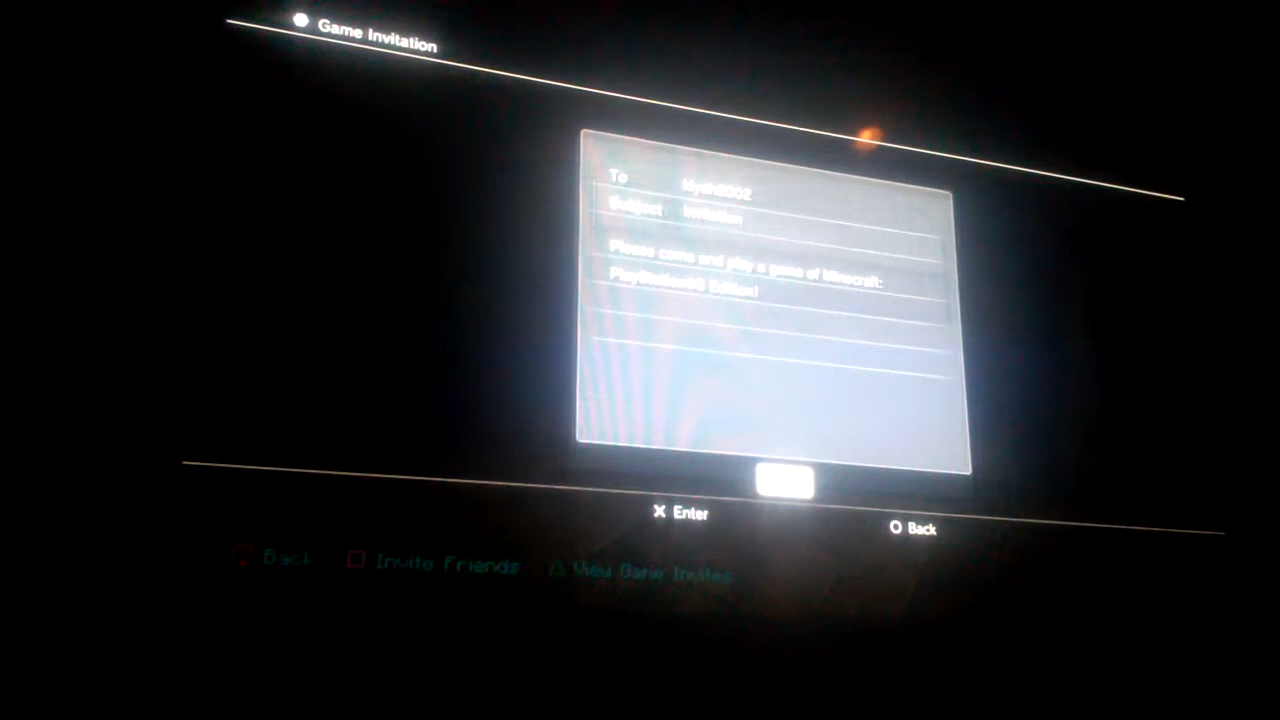 Game Invitation
To
Subject Invitation
Please come and play a game of Minecraft:
PlayStation®3 Edition!
X Enter
O Back
Back
Invite Friends
View Game Invites